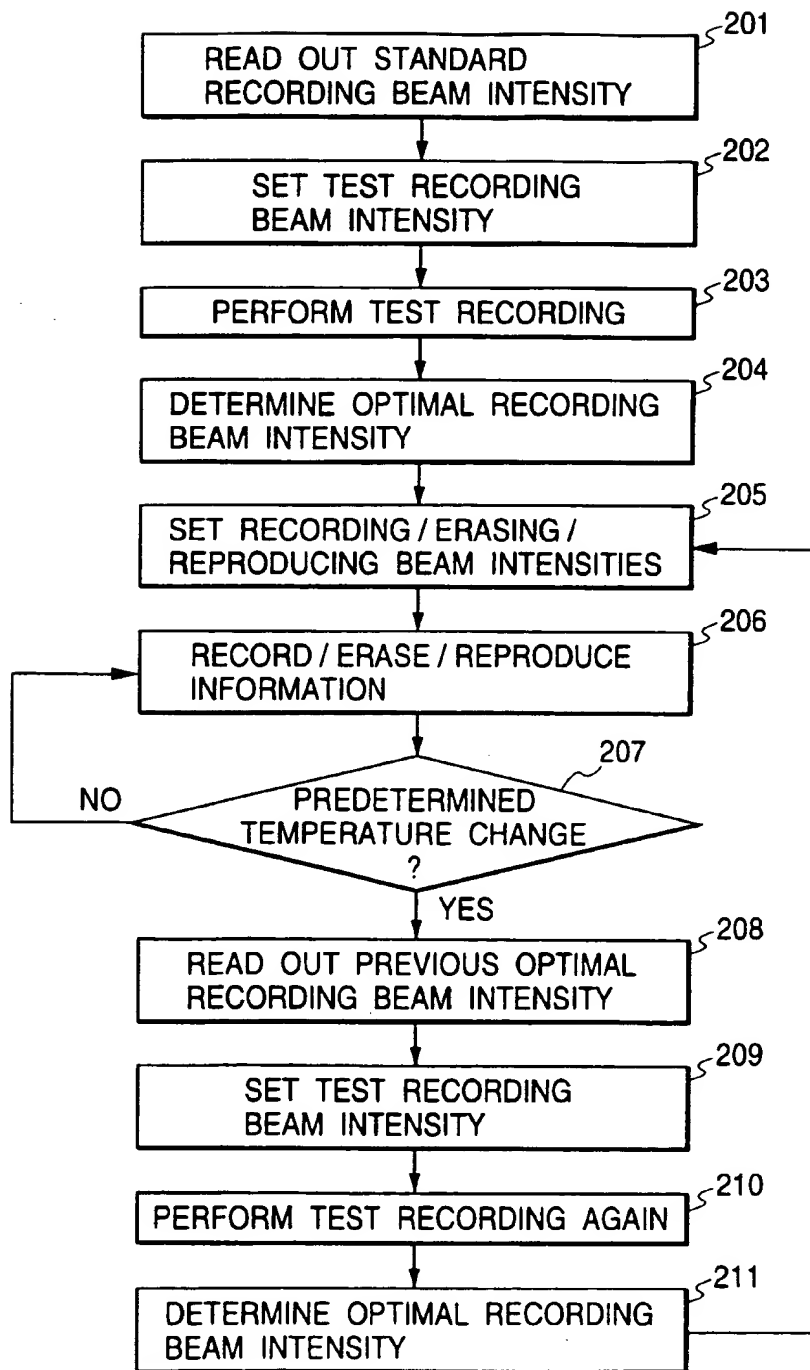 201
READ OUT STANDARD
RECORDING BEAM INTENSITY
202
SET TEST RECORDING
BEAM INTENSITY
203
PERFORM TEST RECORDING
204
DETERMINE OPTIMAL RECORDING
BEAM INTENSITY
205
SET RECORDING / ERASING /
REPRODUCING BEAM INTENSITIES
206
RECORD / ERASE / REPRODUCE
INFORMATION
207
NO
PREDETERMINED
TEMPERATURE CHANGE
?
YES
208
READ OUT PREVIOUS OPTIMAL
RECORDING BEAM INTENSITY
209
SET TEST RECORDING
BEAM INTENSITY
210
PERFORM TEST RECORDING AGAIN
211
DETERMINE OPTIMAL RECORDING
BEAM INTENSITY